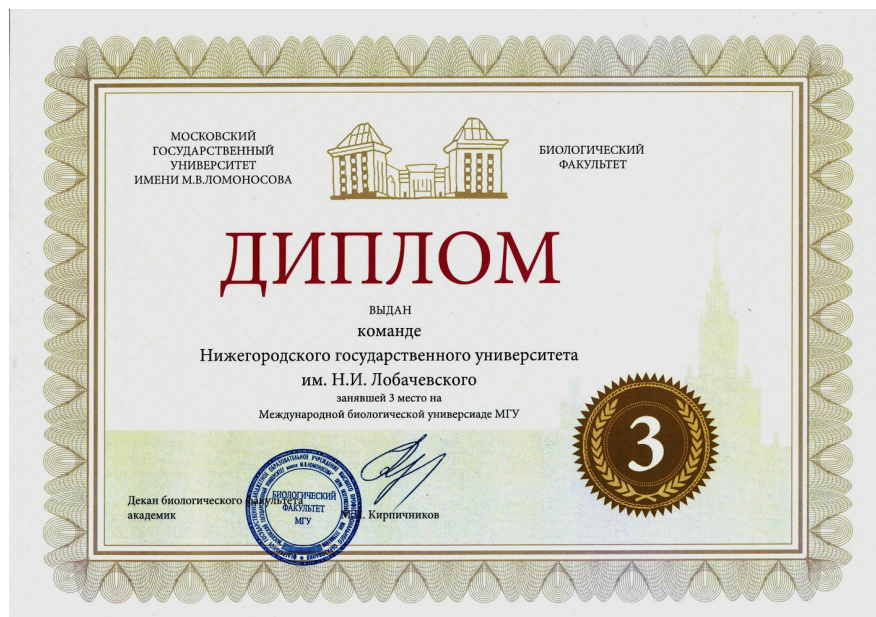 МОСКОВСКИЙ
ГОСУДАРСТВЕННЫЙ
УНИВЕРСИТЕТ
ИМЕНИ М.В.ЛОМОНОСОВА
БИОЛОГИЧЕСКИЙ
ФАКУЛЬТЕТ
ДИПЛОМ
ВЫДАН
команде
Нижегородского государственного университета
им. Н.И. Лобачевского
занявшей 3 место на
Международной биологической универсиаде МГУ
3
Декан биологического факультета
академик
Кирпичников
БИОЛОГИЧЕСКИЙ
ФАКУЛЬТЕТ
МГУ